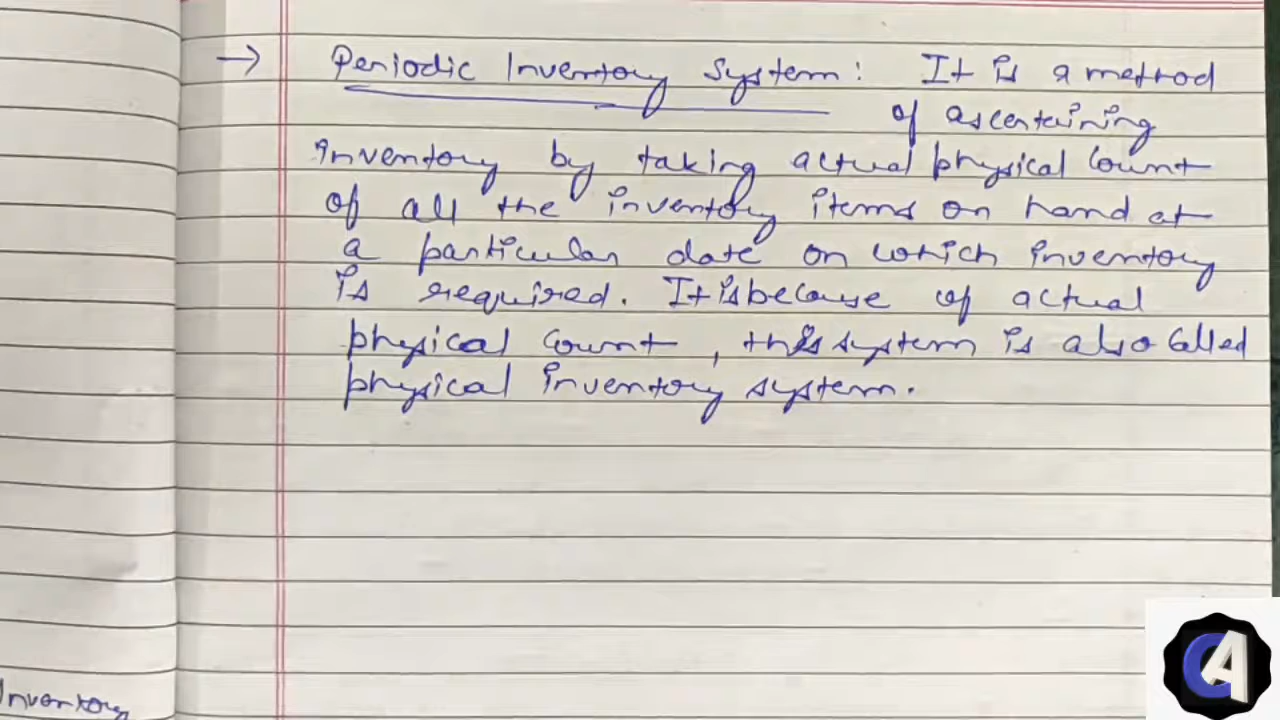 → Periodic Inventory System: It is a method
of ascertaining
inventory by taking actual physical count
of all the inventory items on hand at
a particular date on which inventory
is required. It is because of actual
physical count, this system is also called
physical inventory system.
Inventory
CA